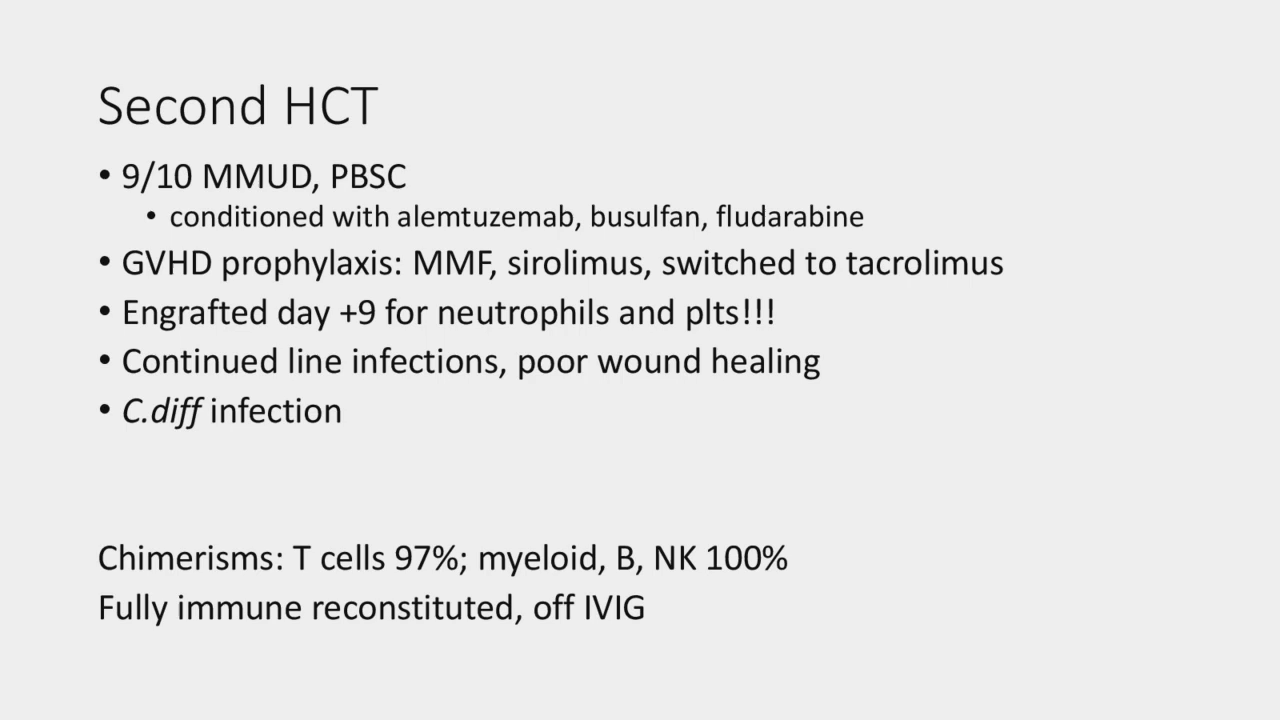 Second HCT
• 9/10 MMUD, PBSC
• conditioned with alemtuzemab, busulfan, fludarabine
• GVHD prophylaxis: MMF, sirolimus, switched to tacrolimus
• Engrafted day +9 for neutrophils and plts!!!
• Continued line infections, poor wound healing
• C.diff infection
Chimerisms: T cells 97%; myeloid, B, NK 100%
Fully immune reconstituted, off IVIG